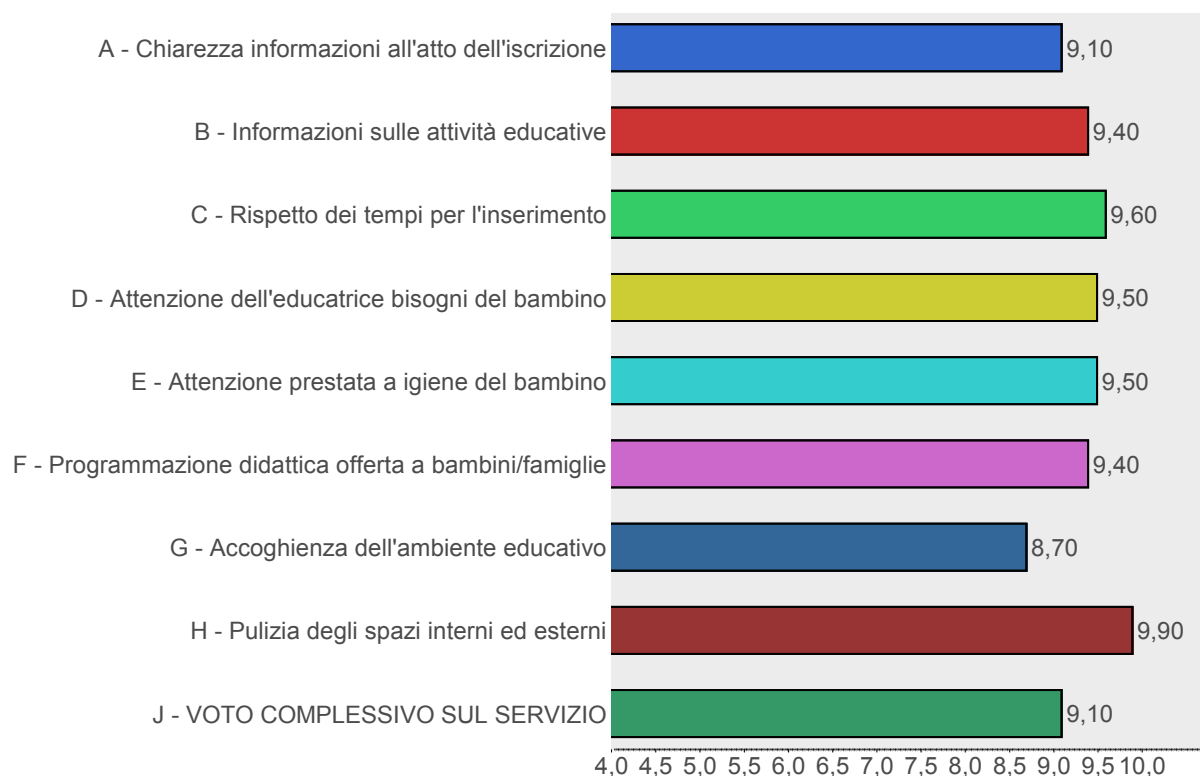 A - Chiarezza informazioni all'atto dell'iscrizione 9,10
B - Informazioni sulle attività educative 9,40
C - Rispetto dei tempi per l'inserimento 9,60
D - Attenzione dell'educatrice bisogni del bambino 9,50
E - Attenzione prestata a igiene del bambino 9,50
F - Programmazione didattica offerta a bambini/famiglie 9,40
G - Accoghienza dell'ambiente educativo 8,70
H - Pulizia degli spazi interni ed esterni 9,90
J - VOTO COMPLESSIVO SUL SERVIZIO 9,10
4,0 4,5 5,0 5,5 6,0 6,5 7,0 7,5 8,0 8,5 9,0 9,5 10,0